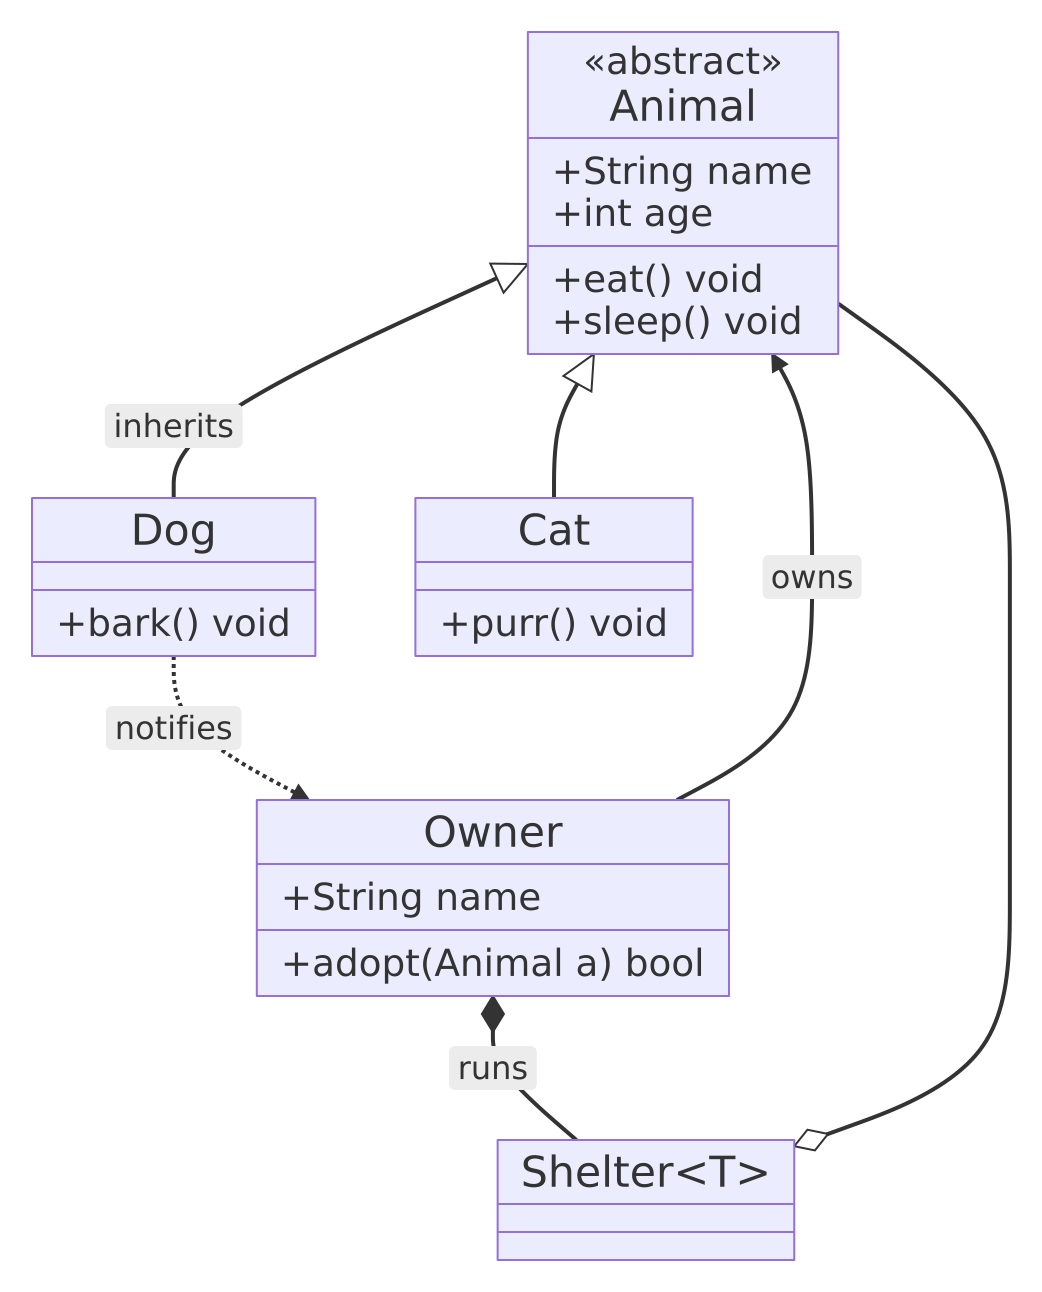 «abstract»
Animal
+String name
+int age
+eat() void
+sleep() void
inherits
Dog
+bark() void
Cat
+purr() void
owns
notifies
Owner
+String name
+adopt(Animal a) bool
runs
Shelter<T>